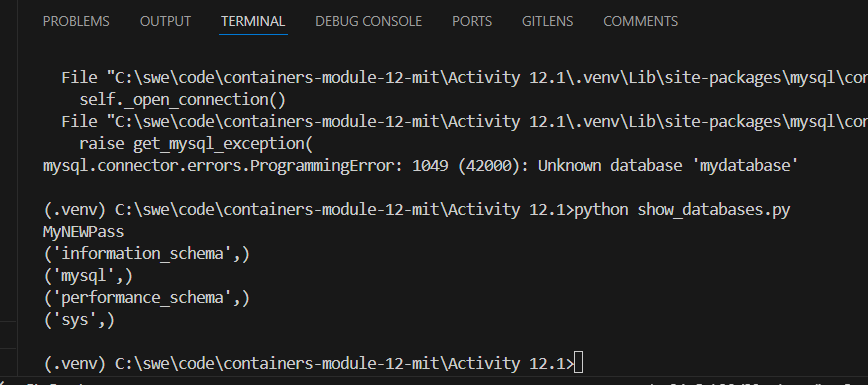 PROBLEMS OUTPUT TERMINAL DEBUG CONSOLE PORTS GITLENS COMMENTS
File "C:\swe\code\containers-module-12-mit\Activity 12.1\.venv\Lib\site-packages\mysql\con
self._open_connection()
File "C:\swe\code\containers-module-12-mit\Activity 12.1\.venv\Lib\site-packages\mysql\con
raise get_mysql_exception(
mysql.connector.errors.ProgrammingError: 1049 (42000): Unknown database 'mydatabase'
(.venv) C:\swe\code\containers-module-12-mit\Activity 12.1>python show_databases.py
MyNEWPass
('information_schema',)
('mysql',)
('performance_schema',)
('sys',)
(.venv) C:\swe\code\containers-module-12-mit\Activity 12.1>